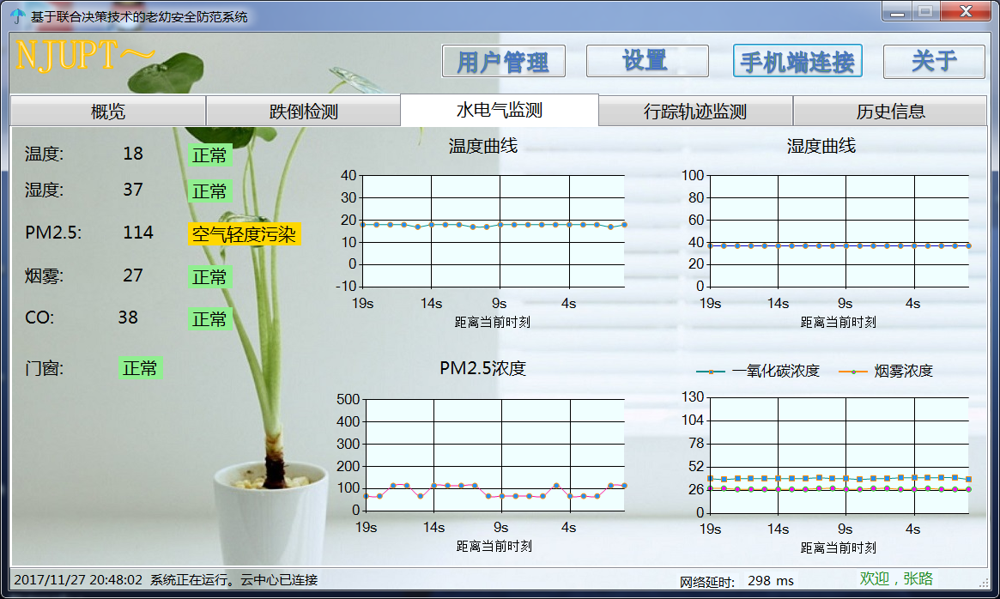 基于联合决策技术的老幼安全防范系统
NJUPT～
用户管理 设置 手机端连接 关于
概览 跌倒检测 水电气监测 行踪轨迹监测 历史信息
温度: 18 正常
湿度: 37 正常
PM2.5: 114 空气轻度污染
烟雾: 27 正常
CO: 38 正常
门窗: 正常
温度曲线
40
30
20
10
0
-10
19s 14s 9s 4s
距离当前时刻
湿度曲线
100
80
60
40
20
0
19s 14s 9s 4s
距离当前时刻
PM2.5浓度
500
400
300
200
100
0
19s 14s 9s 4s
距离当前时刻
一氧化碳浓度 烟雾浓度
130
104
78
52
26
0
19s 14s 9s 4s
距离当前时刻
2017/11/27 20:48:02 系统正在运行。云中心已连接 网络延时: 298 ms 欢迎，张路